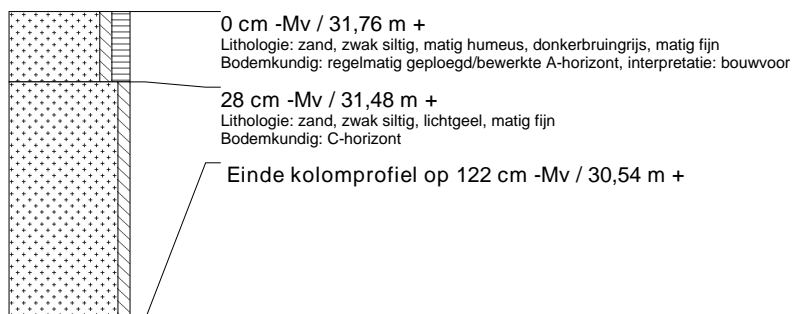 0 cm -Mv / 31,76 m +
Lithologie: zand, zwak siltig, matig humeus, donkerbruingrijs, matig fijn
Bodemkundig: regelmatig geploegd/bewerkte A-horizont, interpretatie: bouwvoor
28 cm -Mv / 31,48 m +
Lithologie: zand, zwak siltig, lichtgeel, matig fijn
Bodemkundig: C-horizont
Einde kolomprofiel op 122 cm -Mv / 30,54 m +